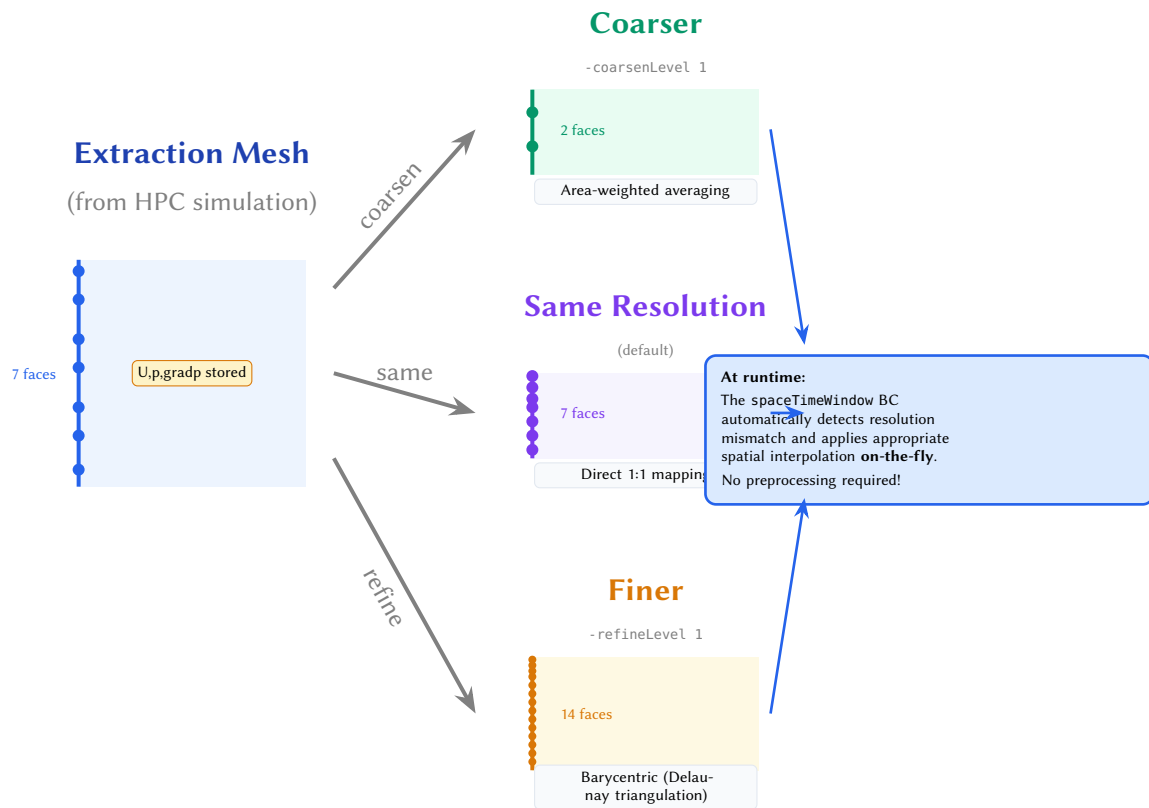 Coarser
-coarsenLevel 1
2 faces
Area-weighted averaging
Extraction Mesh
(from HPC simulation)
7 faces
U,p,gradp stored
coarsen
same
refine
Same Resolution
(default)
7 faces
Direct 1:1 mapping
At runtime:
The spaceTimeWindow BC
automatically detects resolution
mismatch and applies appropriate
spatial interpolation on-the-fly.
No preprocessing required!
Finer
-refineLevel 1
14 faces
Barycentric (Delau-
nay triangulation)